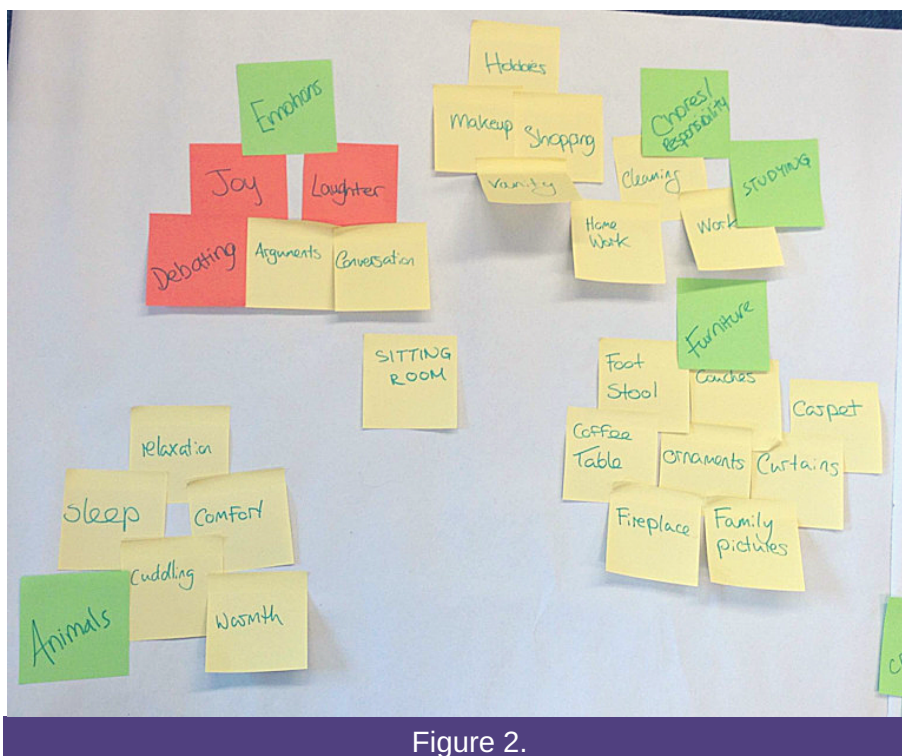 Emotions
Joy
Laughter
Debating
Arguments
Conversation
Hobbies
Makeup
Shopping
Vanity
Chores/
Responsibility
STUDYING
Cleaning
Home
Work
Work
SITTING
ROOM
Furniture
Foot
Stool
Couches
Carpet
Coffee
Table
ornaments
Curtains
Fireplace
Family
pictures
relaxation
Sleep
COMFORT
Cuddling
Warmth
Animals
Figure 2.